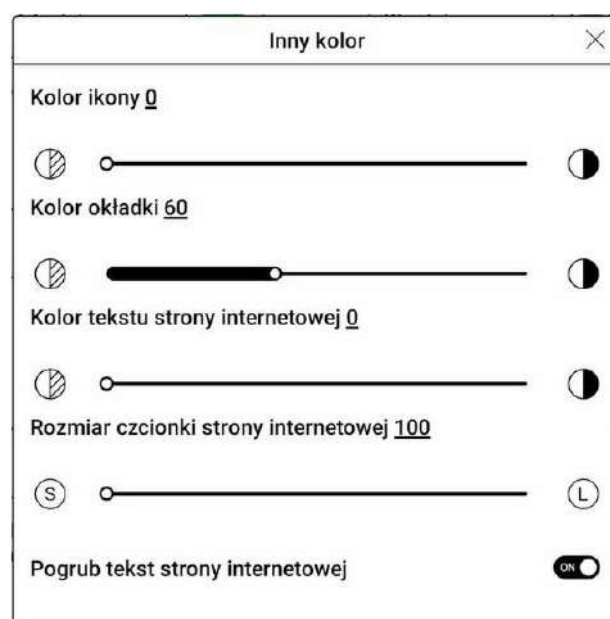 Inny kolor
Kolor ikony 0
Kolor okładki 60
Kolor tekstu strony internetowej 0
Rozmiar czcionki strony internetowej 100
S L
Pogrub tekst strony internetowej ON